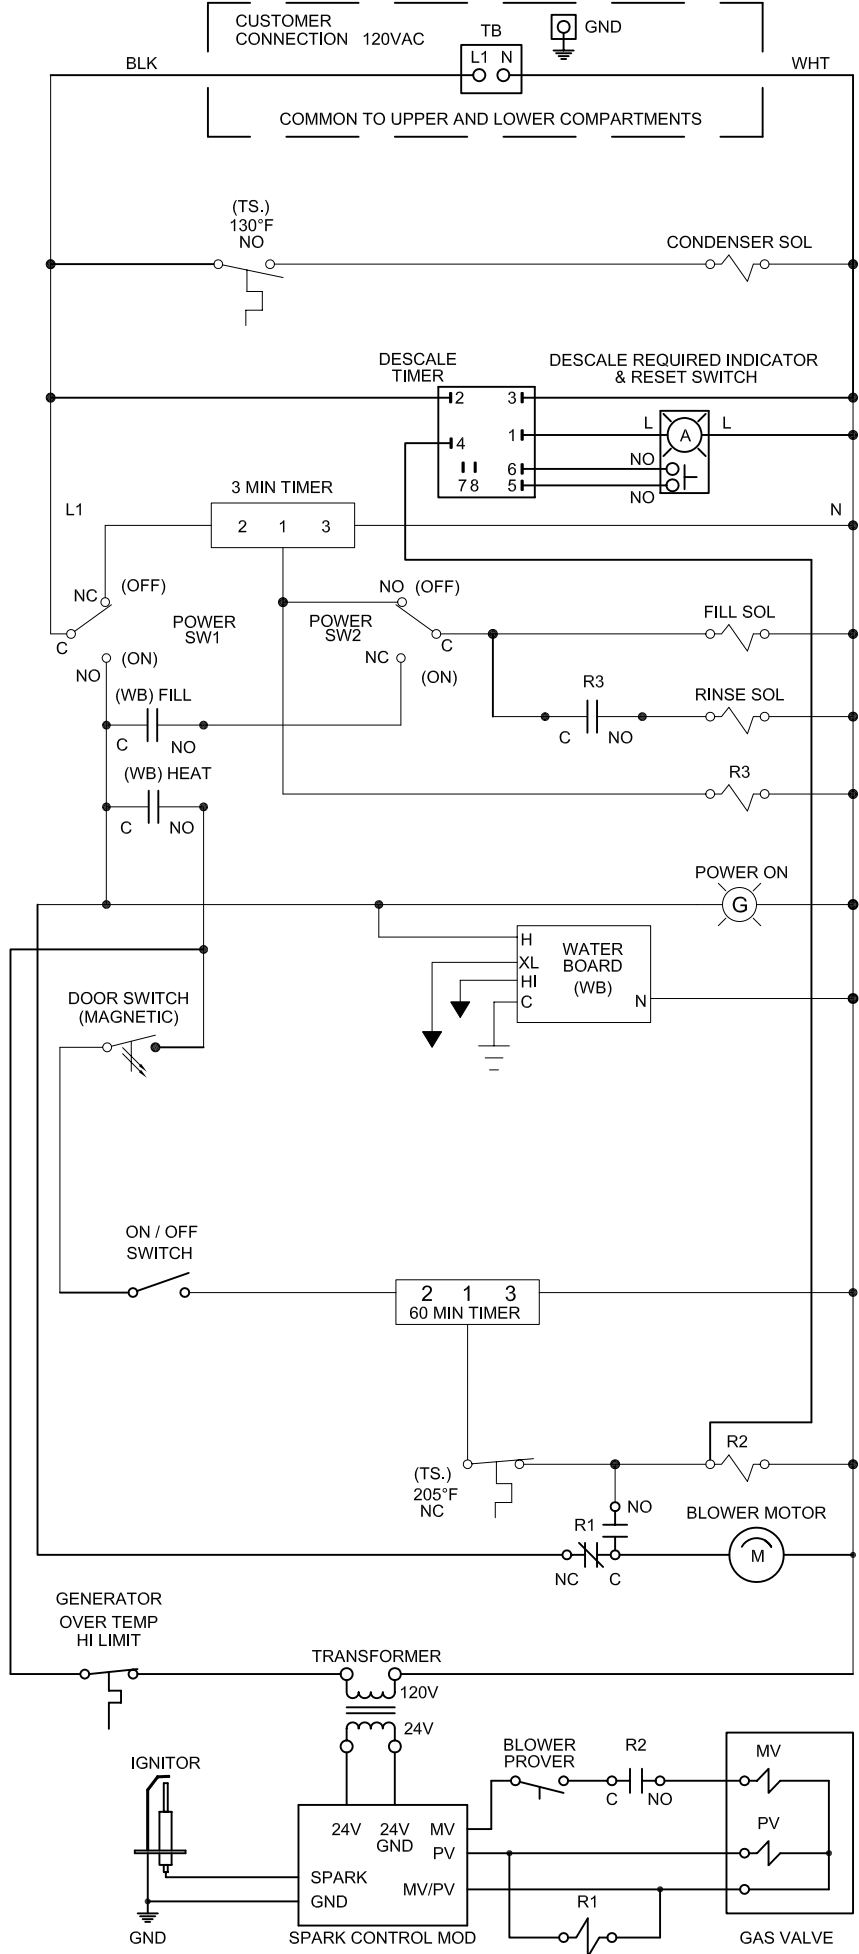 CUSTOMER
CONNECTION 120VAC
TB
GND
L1 N
BLK
WHT
COMMON TO UPPER AND LOWER COMPARTMENTS
(TS.)
130°F
NO
CONDENSER SOL
DESCALE
TIMER
DESCALE REQUIRED INDICATOR
& RESET SWITCH
2 3
1
4
6
5
7 8
L A L
NO
NO
3 MIN TIMER
L1
N
2 1 3
NC (OFF)
NO (OFF)
POWER
SW1
POWER
SW2
C
C
FILL SOL
NO (ON)
NC
(ON)
(WB) FILL
R3
RINSE SOL
C NO
C NO
(WB) HEAT
R3
C NO
POWER ON
G
H
XL
HI
C
WATER
BOARD
(WB)
N
DOOR SWITCH
(MAGNETIC)
ON / OFF
SWITCH
2 1 3
60 MIN TIMER
R2
(TS.)
205°F
NC
NO
R1
BLOWER MOTOR
M
NC C
GENERATOR
OVER TEMP
HI LIMIT
TRANSFORMER
120V
24V
IGNITOR
BLOWER
PROVER
R2
MV
C NO
24V 24V
GND
MV
PV
PV
SPARK
MV/PV
GND
R1
GND
SPARK CONTROL MOD
GAS VALVE